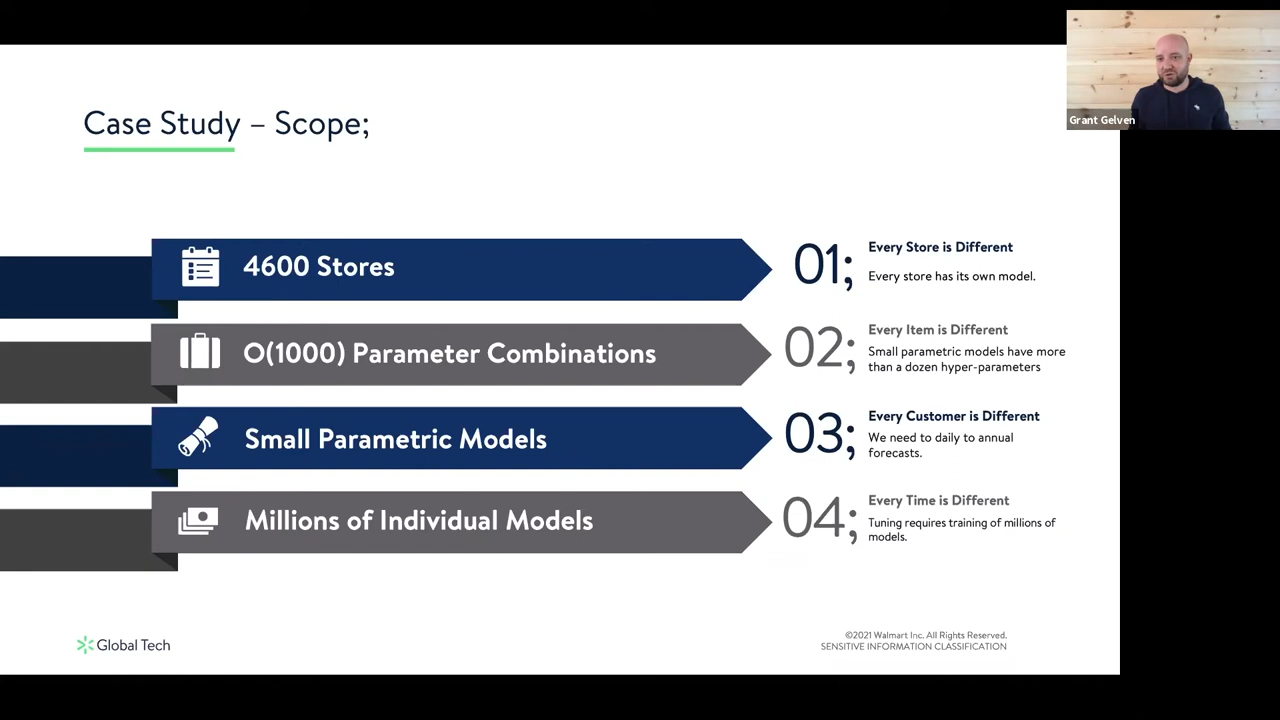 Grant Gelven
Case Study – Scope;
4600 Stores
01;
Every Store is Different
Every store has its own model.
O(1000) Parameter Combinations
02;
Every Item is Different
Small parametric models have more
than a dozen hyper-parameters
Small Parametric Models
03;
Every Customer is Different
We need to daily to annual
forecasts.
Millions of Individual Models
04;
Every Time is Different
Tuning requires training of millions of
models.
Global Tech
©2021 Walmart Inc. All Rights Reserved.
SENSITIVE INFORMATION CLASSIFICATION